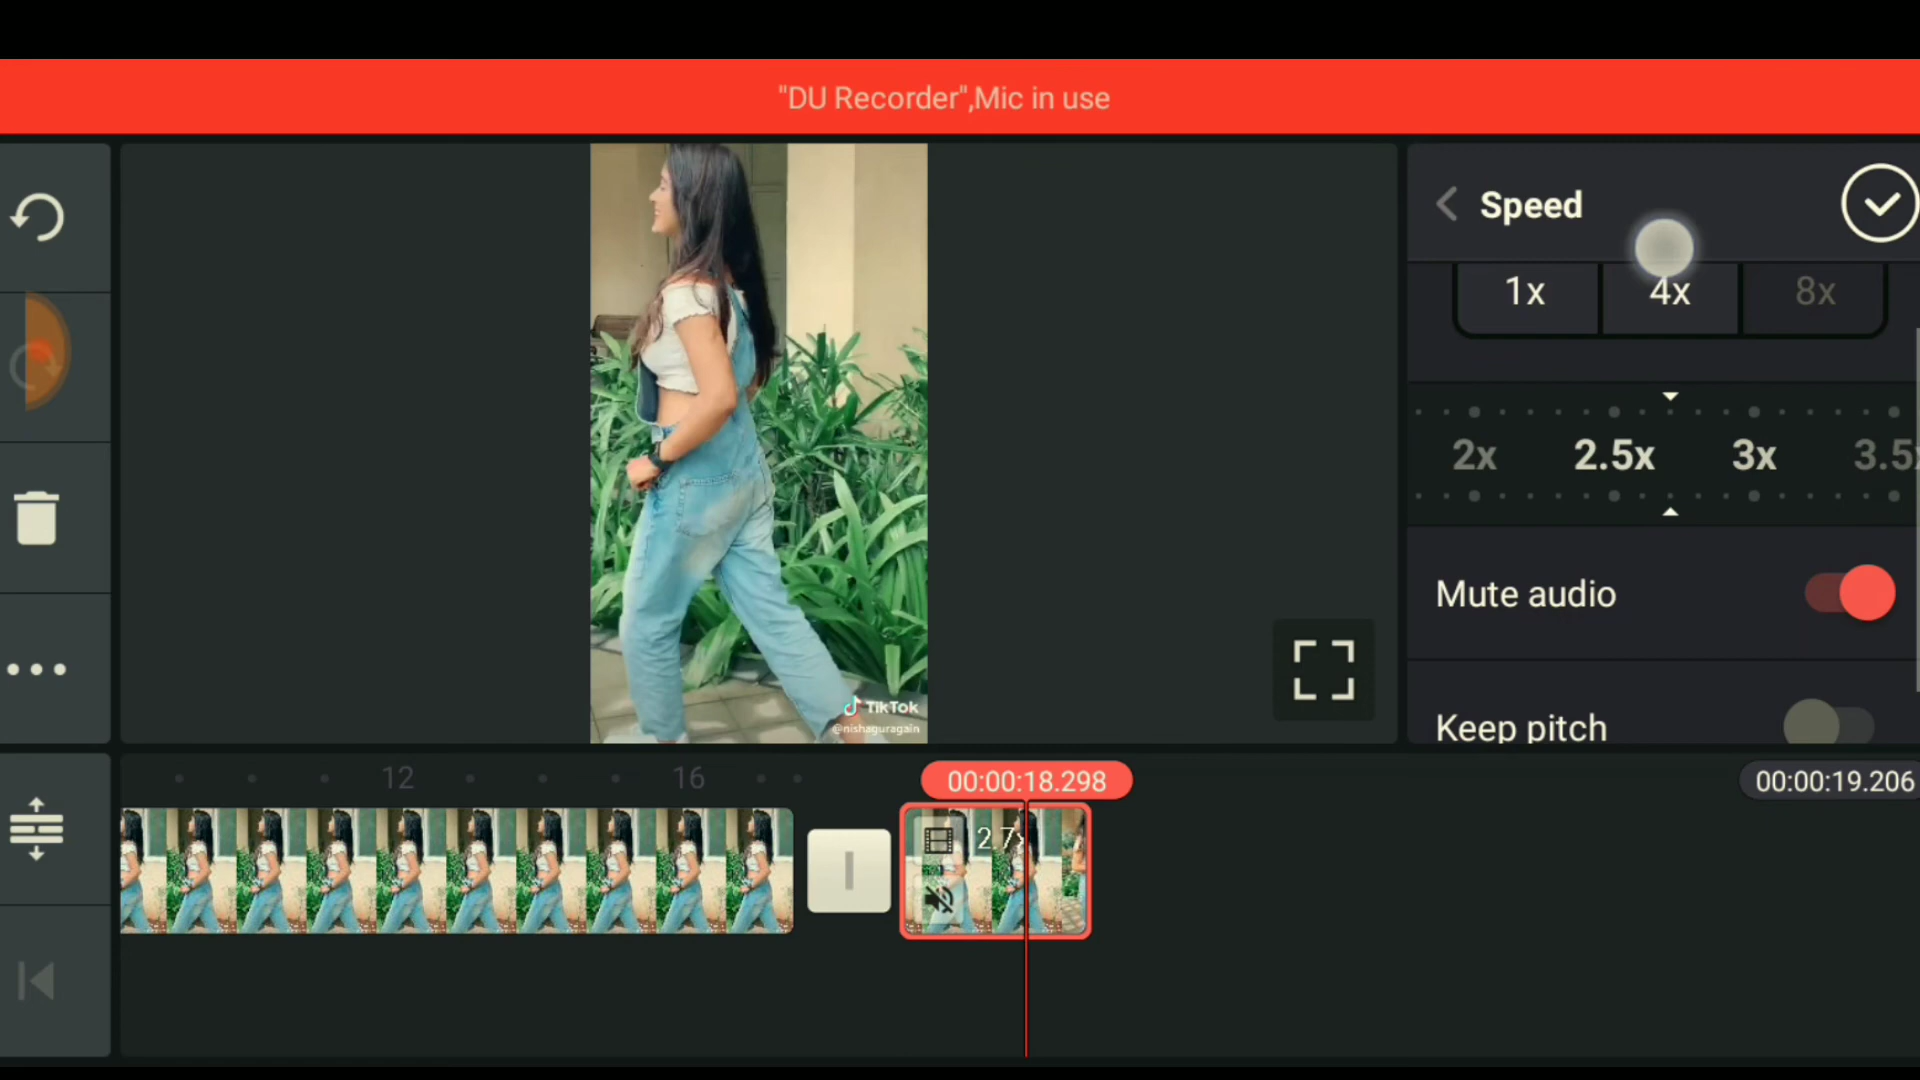 "DU Recorder",Mic in use
Speed
1x 4x 8x
2x 2.5x 3x 3.5x
Mute audio
Keep pitch
TikTok
@nishaguragain
12 16
00:00:18.298
00:00:19.206
2.7x